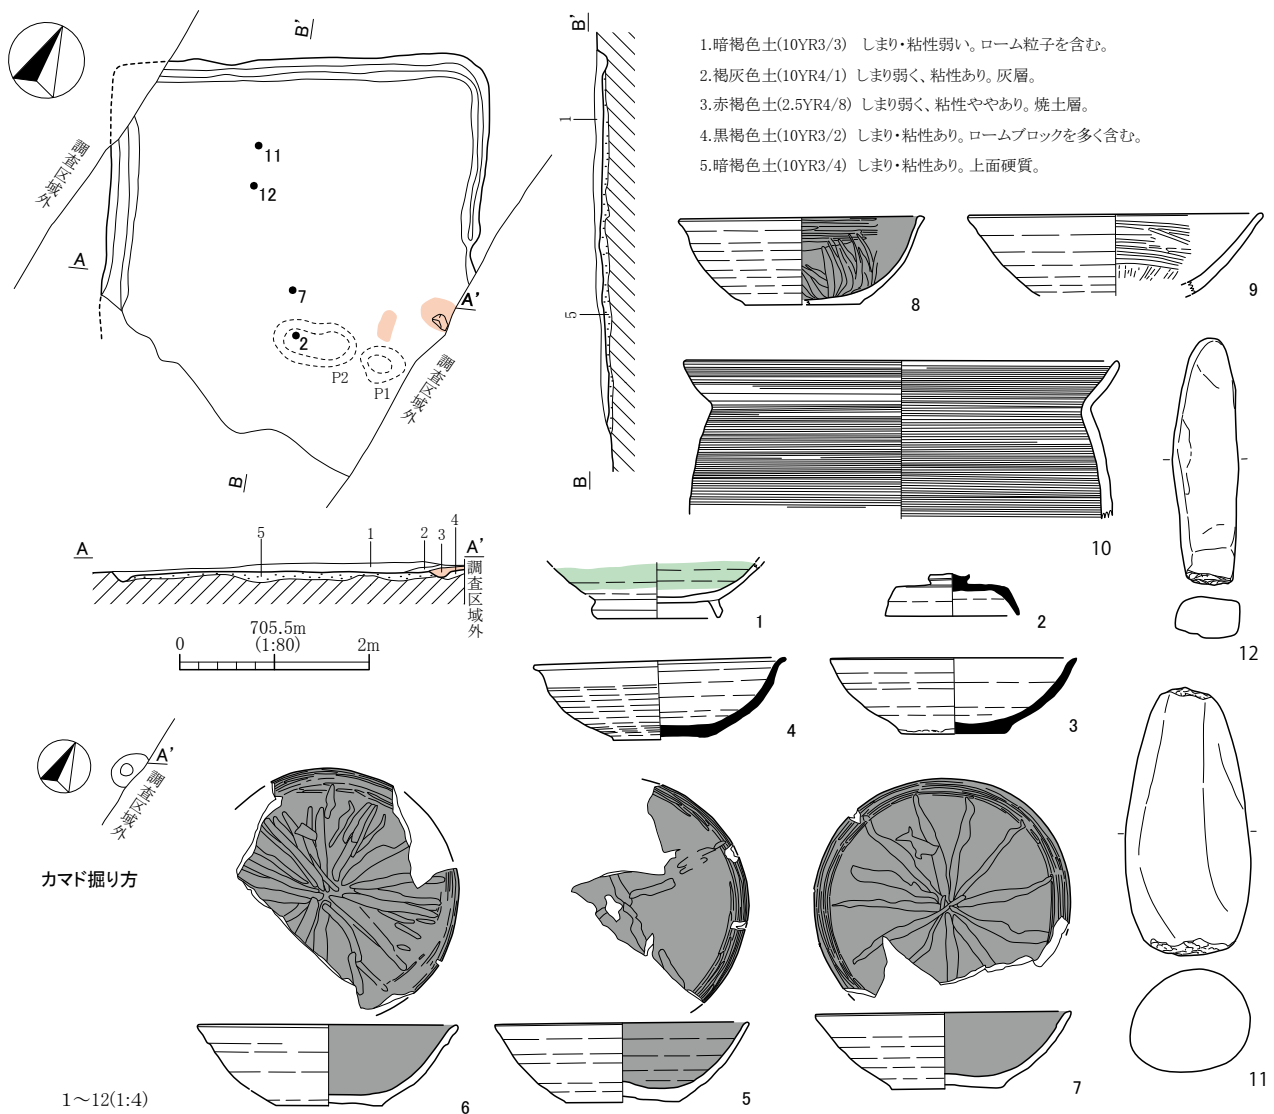 1.暗褐色土(10YR3/3) しまり・粘性弱い。ローム粒子を含む。
2.褐灰色土(10YR4/1) しまり弱く、粘性あり。灰層。
3.赤褐色土(2.5YR4/8) しまり弱く、粘性ややあり。焼土層。
4.黒褐色土(10YR3/2) しまり・粘性あり。ロームブロックを多く含む。
5.暗褐色土(10YR3/4) しまり・粘性あり。上面硬質。
B'
調査区域外
11
12
A
7
A'
2
P2
P1
調査区域外
B
B'
1
5
B
A
5
1
2
3
4
A'
調査区域外
705.5m
0
(1:80)
2m
A'
調査区域外
カマド掘り方
8
9
10
12
1
2
4
3
6
5
7
11
1～12(1:4)